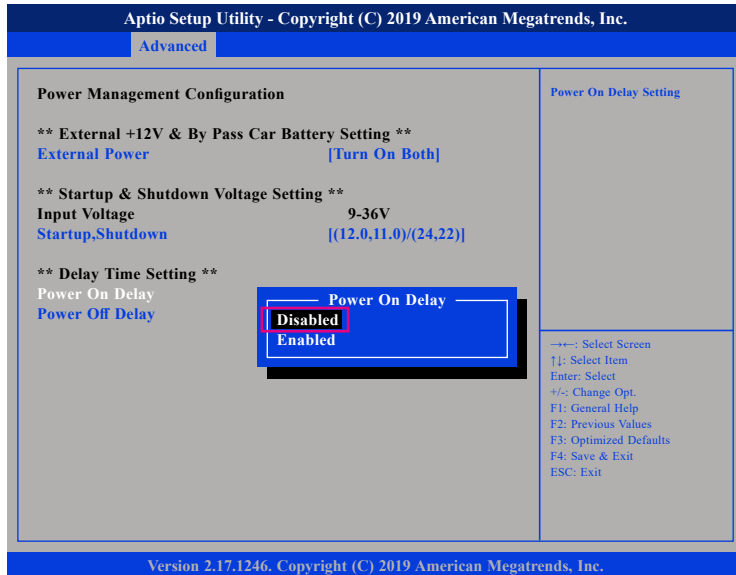 Aptio Setup Utility - Copyright (C) 2019 American Megatrends, Inc.
Advanced
Power Management Configuration
** External +12V & By Pass Car Battery Setting **
External Power [Turn On Both]
** Startup & Shutdown Voltage Setting **
Input Voltage 9-36V
Startup,Shutdown [(12.0,11.0)/(24,22)]
** Delay Time Setting **
Power On Delay
Power Off Delay
Power On Delay
Disabled
Enabled
Power On Delay Setting
→←: Select Screen
↑↓: Select Item
Enter: Select
+/-: Change Opt.
F1: General Help
F2: Previous Values
F3: Optimized Defaults
F4: Save & Exit
ESC: Exit
Version 2.17.1246. Copyright (C) 2019 American Megatrends, Inc.